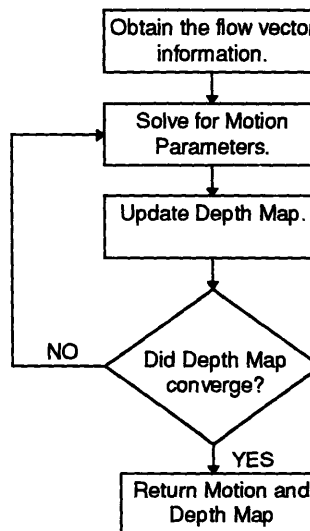 Obtain the flow vector
information.
Solve for Motion
Parameters.
Update Depth Map.
NO
Did Depth Map
converge?
YES
Return Motion and
Depth Map